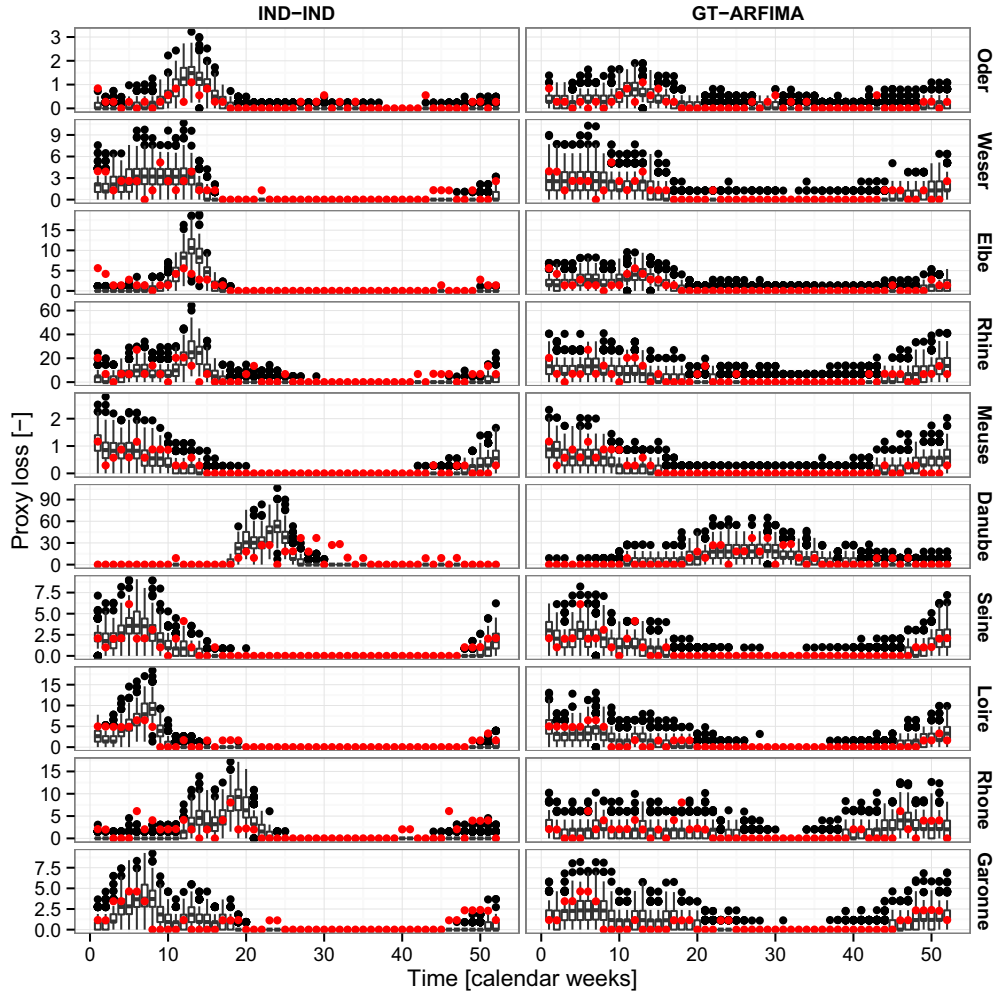 IND−IND GT−ARFIMA
3
2
1
0
Oder
9
6
3
0
Weser
15
10
5
0
Elbe
60
40
20
0
Rhine
2
1
0
Meuse
90
60
30
0
Danube
7.5
5.0
2.5
0.0
Seine
15
10
5
0
Loire
15
10
5
0
Rhone
7.5
5.0
2.5
0.0
Garonne
Proxy loss [−]
0 10 20 30 40 50 0 10 20 30 40 50
Time [calendar weeks]